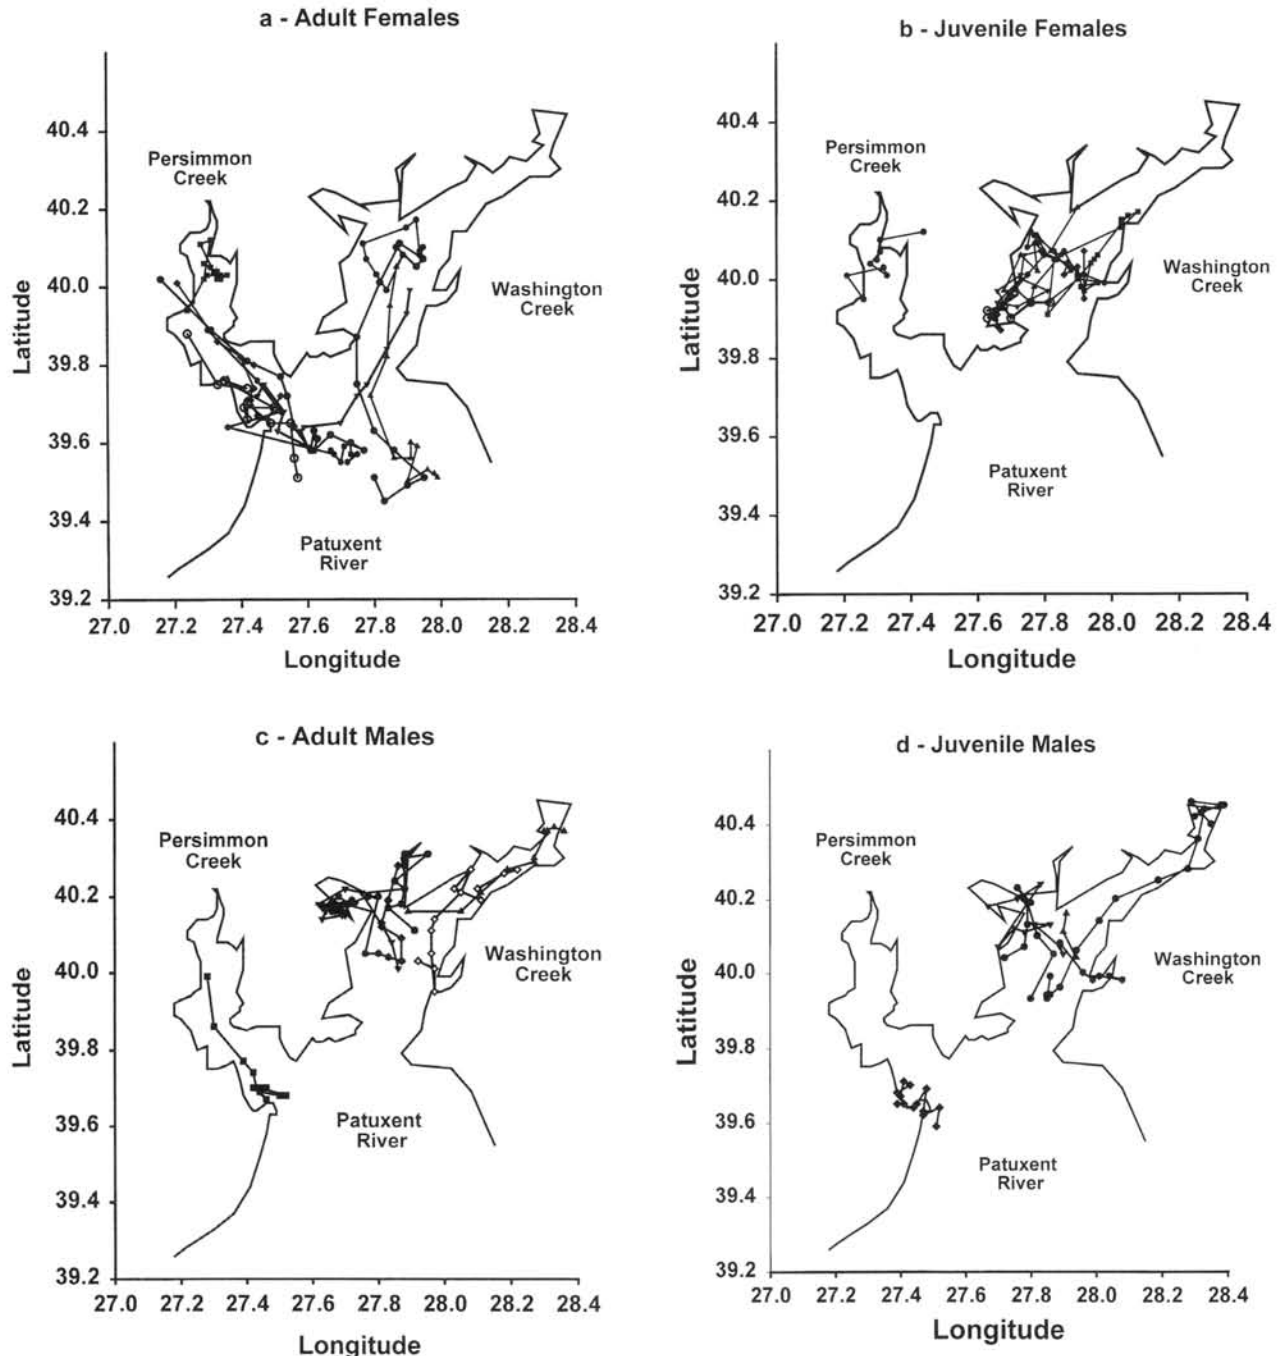 a - Adult Females
40.4
40.2
40.0
39.8
39.6
39.4
39.2
Latitude
Persimmon
Creek
Washington
Creek
Patuxent
River
27.0 27.2 27.4 27.6 27.8 28.0 28.2 28.4
Longitude
b - Juvenile Females
40.4
40.2
40.0
39.8
39.6
39.4
39.2
Latitude
Persimmon
Creek
Washington
Creek
Patuxent
River
27.0 27.2 27.4 27.6 27.8 28.0 28.2 28.4
Longitude
c - Adult Males
40.4
40.2
40.0
39.8
39.6
39.4
39.2
Latitude
Persimmon
Creek
Washington
Creek
Patuxent
River
27.0 27.2 27.4 27.6 27.8 28.0 28.2 28.4
Longitude
d - Juvenile Males
40.4
40.2
40.0
39.8
39.6
39.4
39.2
Latitude
Persimmon
Creek
Washington
Creek
Patuxent
River
27.0 27.2 27.4 27.6 27.8 28.0 28.2 28.4
Longitude